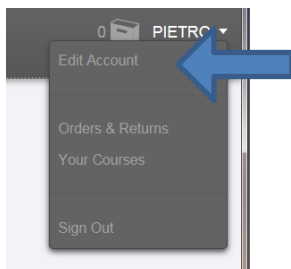 0 PIETRO
Edit Account
Orders & Returns
Your Courses
Sign Out